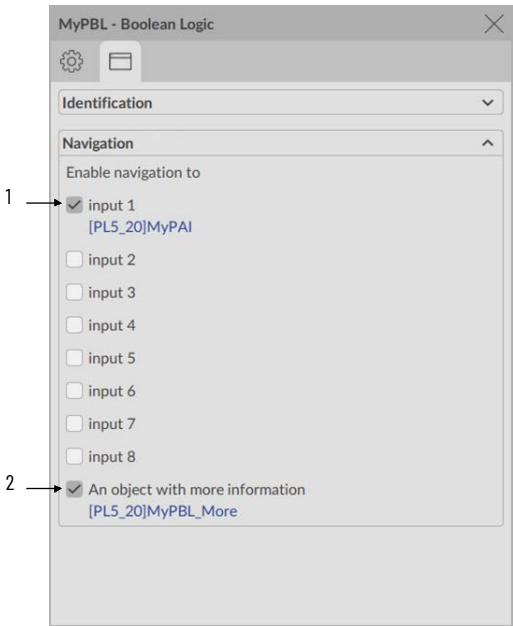 MyPBL - Boolean Logic
Identification
Navigation
Enable navigation to
1
input 1
[PL5_20]MyPAI
input 2
input 3
input 4
input 5
input 6
input 7
input 8
2
An object with more information
[PL5_20]MyPBL_More